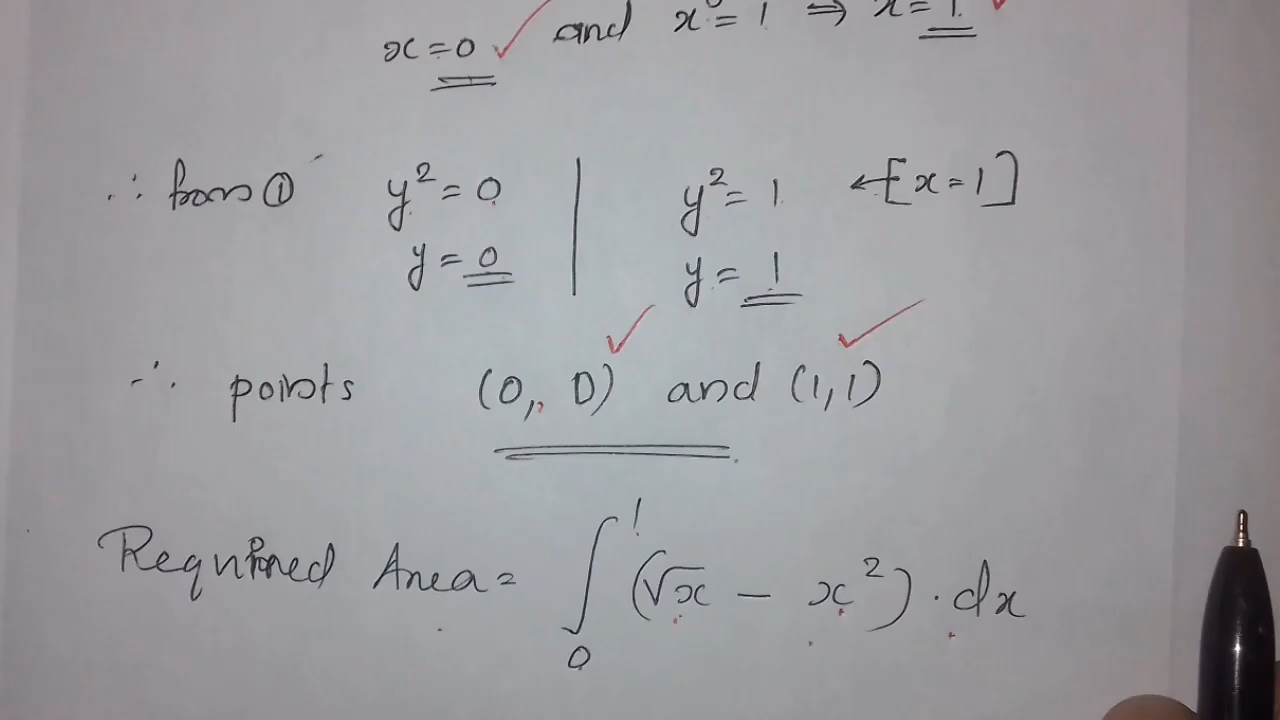 x = 0 ✓ and x³ = 1 ⇒ x = 1 ✓
∴ from ① y² = 0 | y² = 1 ← [x = 1]
y = 0 | y = 1
∴ points (0, 0) and (1, 1)
Required Area = ∫₀¹ (√x − x²) · dx